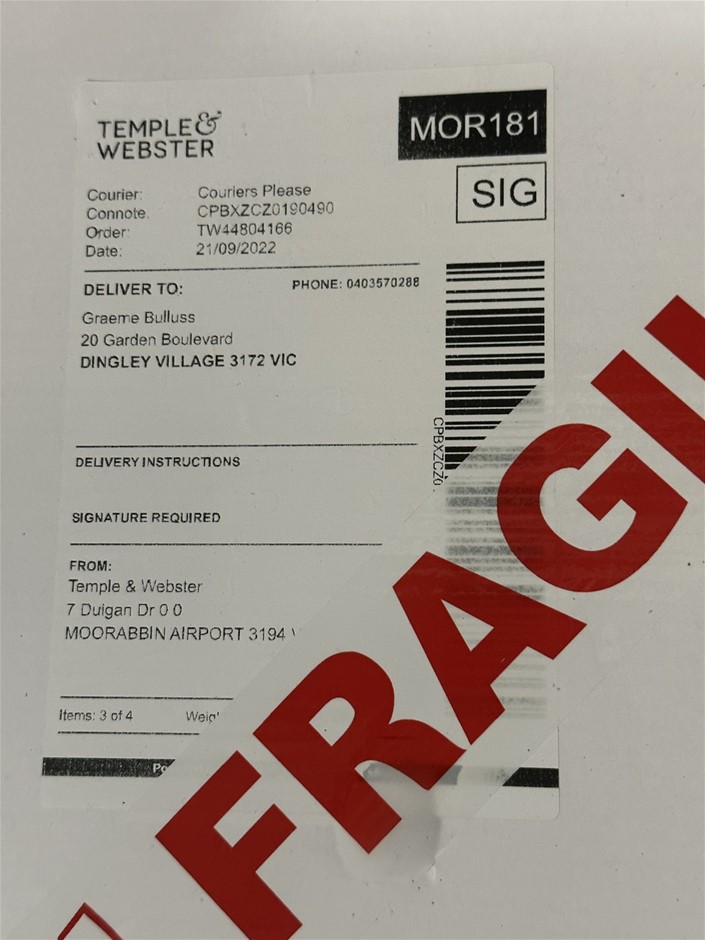 TEMPLE&
WEBSTER
MOR181
SIG
Courier: Couriers Please
Connote. CPBXZCZ0190490
Order: TW44804166
Date: 21/09/2022
DELIVER TO: PHONE: 0403570288
Graeme Bulluss
20 Garden Boulevard
DINGLEY VILLAGE 3172 VIC
CPBXZCZ0
DELIVERY INSTRUCTIONS
SIGNATURE REQUIRED
FROM:
Temple & Webster
7 Duigan Dr 0 0
MOORABBIN AIRPORT 3194
Items: 3 of 4 Weig
Po
FRAGI